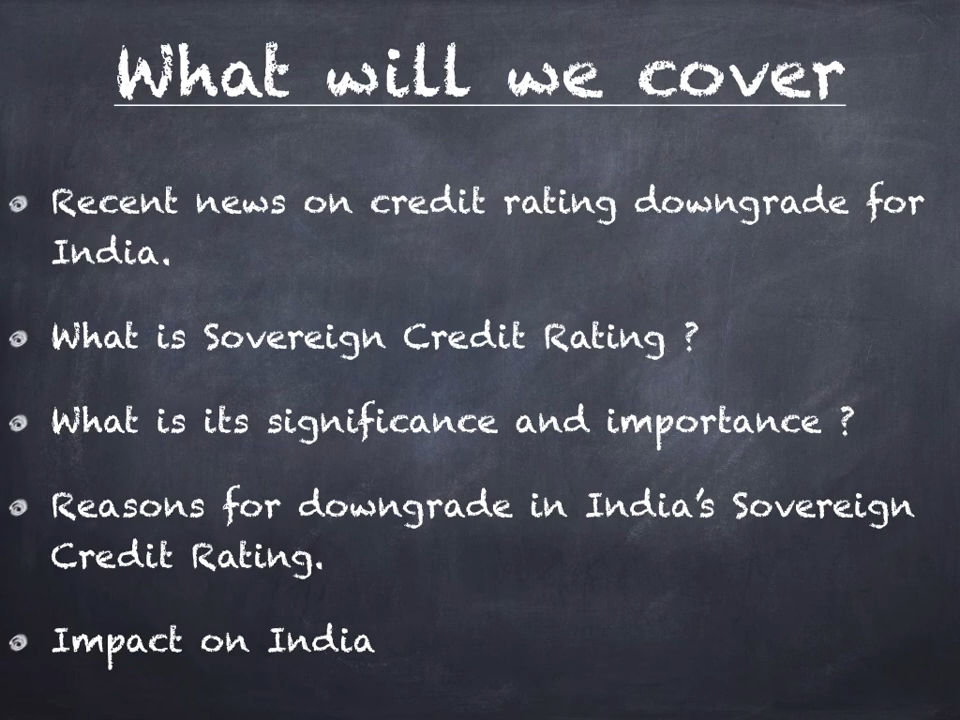 What will we cover
Recent news on credit rating downgrade for
India.
What is Sovereign Credit Rating ?
What is its significance and importance ?
Reasons for downgrade in India's Sovereign
Credit Rating.
Impact on India